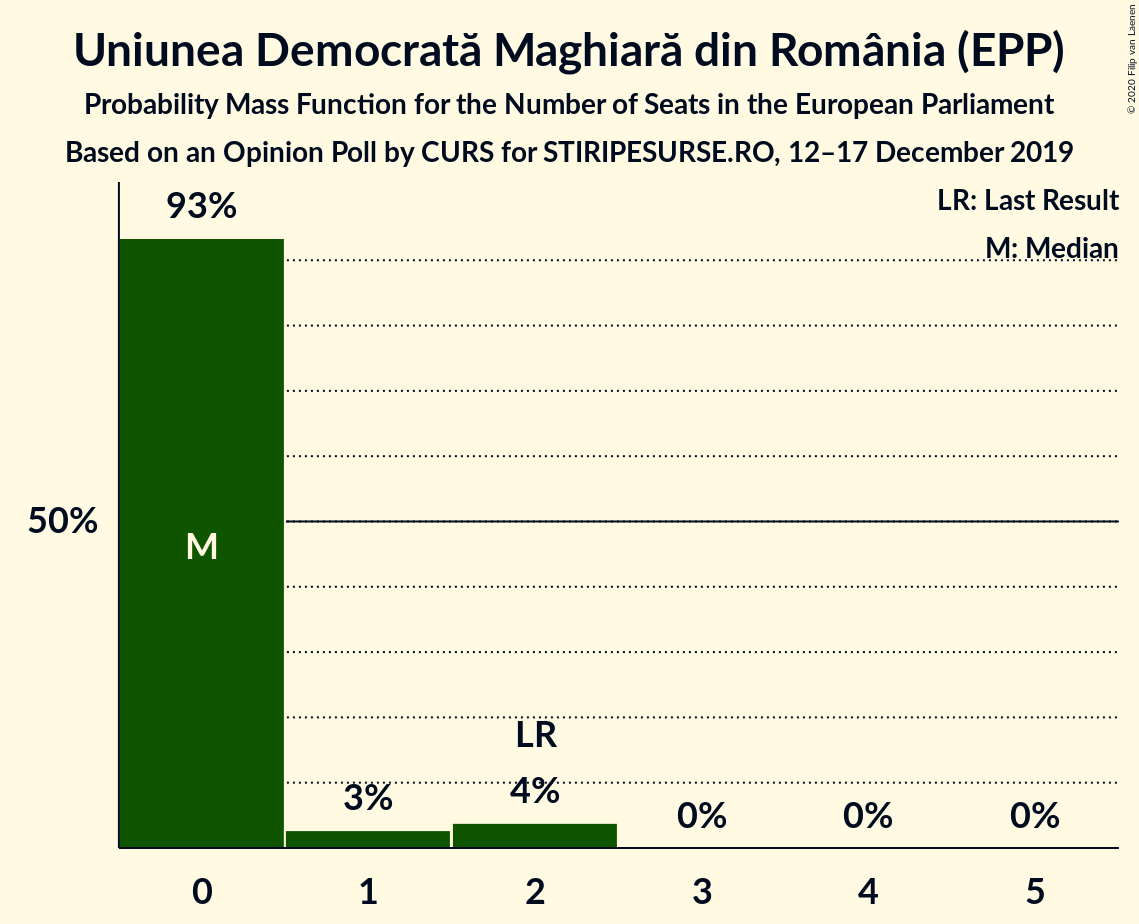 Uniunea Democrată Maghiară din România (EPP)
Probability Mass Function for the Number of Seats in the European Parliament
Based on an Opinion Poll by CURS for STIRIPESURSE.RO, 12–17 December 2019
© 2020 Filip van Laenen
LR: Last Result
M: Median
93%
50%
M
LR
3%
4%
0%
0%
0%
0
1
2
3
4
5